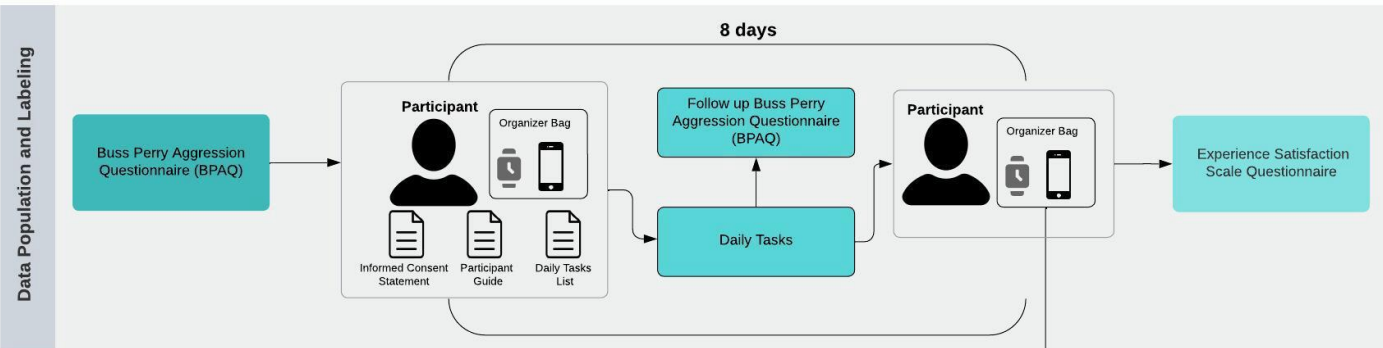 Data Population and Labeling
8 days
Buss Perry Aggression
Questionnaire (BPAQ)
Participant
Organizer Bag
Informed Consent
Statement
Participant
Guide
Daily Tasks
List
Follow up Buss Perry
Aggression Questionnaire
(BPAQ)
Daily Tasks
Participant
Organizer Bag
Experience Satisfaction
Scale Questionnaire